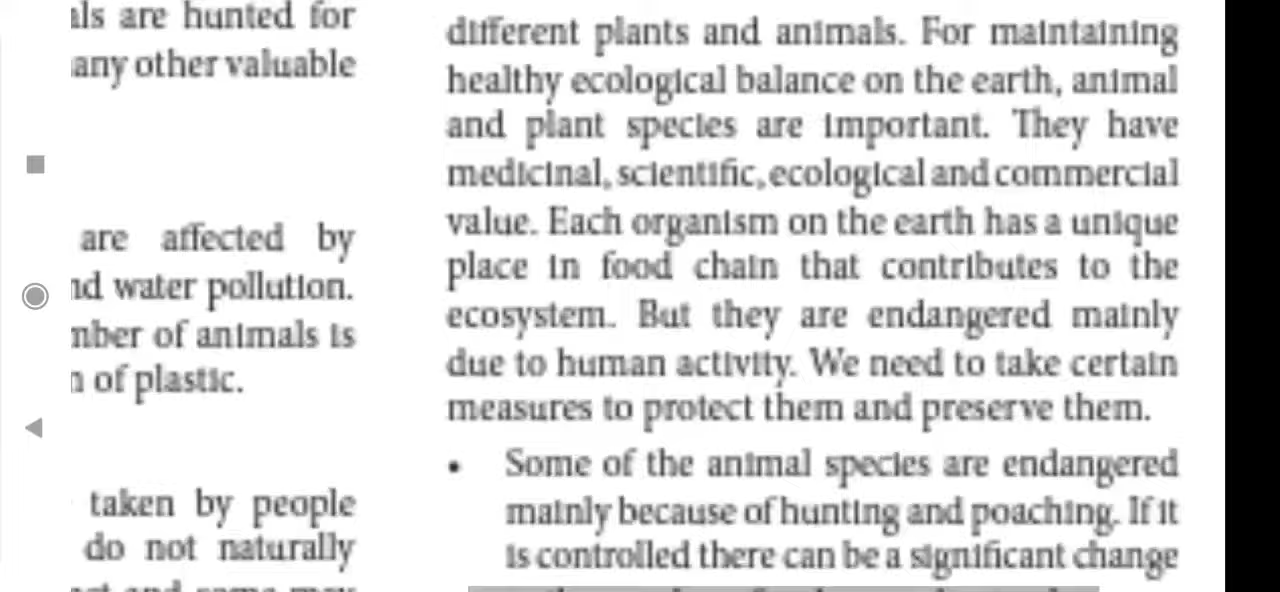 als are hunted for
any other valuable
are affected by
nd water pollution.
mber of animals is
n of plastic.
taken by people
do not naturally
and some may
different plants and animals. For maintaining
healthy ecological balance on the earth, animal
and plant species are important. They have
medicinal, scientific, ecological and commercial
value. Each organism on the earth has a unique
place in food chain that contributes to the
ecosystem. But they are endangered mainly
due to human activity. We need to take certain
measures to protect them and preserve them.
• Some of the animal species are endangered
mainly because of hunting and poaching. If it
is controlled there can be a significant change